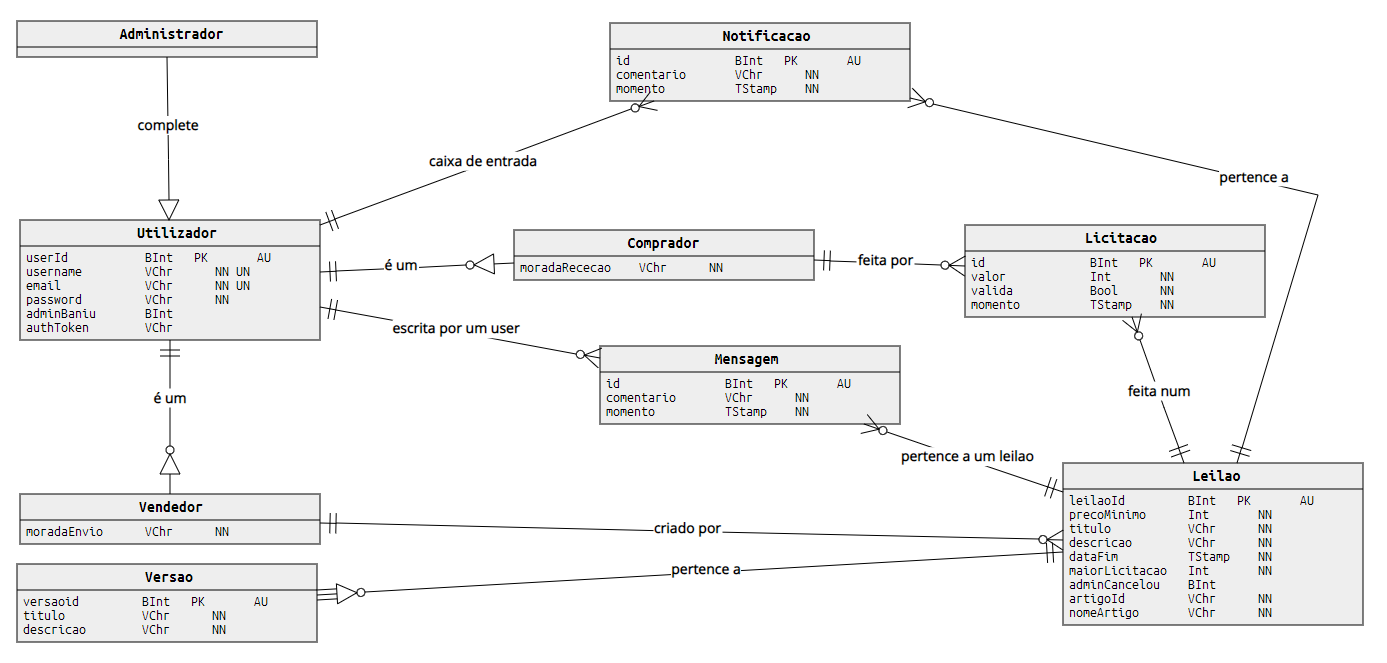 Administrador
complete
Notificacao
id BInt PK AU
comentario VChr NN
momento TStamp NN
caixa de entrada
pertence a
Utilizador
userId BInt PK AU
username VChr NN UN
email VChr NN UN
password VChr NN
adminBaniu BInt
authToken VChr
é um
Comprador
moradaRececao VChr NN
feita por
Licitacao
id BInt PK AU
valor Int NN
valida Bool NN
momento TStamp NN
escrita por um user
Mensagem
id BInt PK AU
comentario VChr NN
momento TStamp NN
é um
feita num
pertence a um leilao
Leilao
leilaoId BInt PK AU
precoMinimo Int NN
titulo VChr NN
descricao VChr NN
dataFim TStamp NN
maiorLicitacao Int NN
adminCancelou BInt
artigoId VChr NN
nomeArtigo VChr NN
Vendedor
moradaEnvio VChr NN
criado por
pertence a
Versao
versaoid BInt PK AU
titulo VChr NN
descricao VChr NN